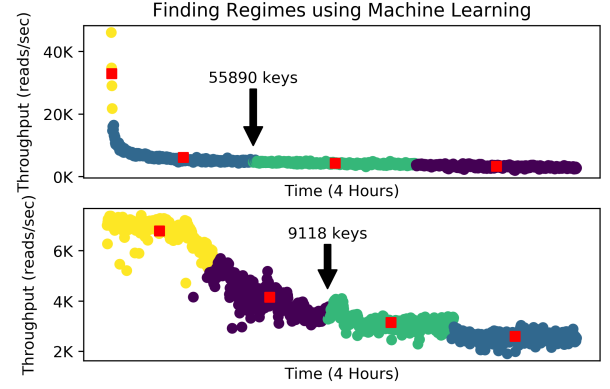 Finding Regimes using Machine Learning
Throughput (reads/sec)
40K
20K
0K
55890 keys
Time (4 Hours)
Throughput (reads/sec)
6K
4K
2K
9118 keys
Time (4 Hours)